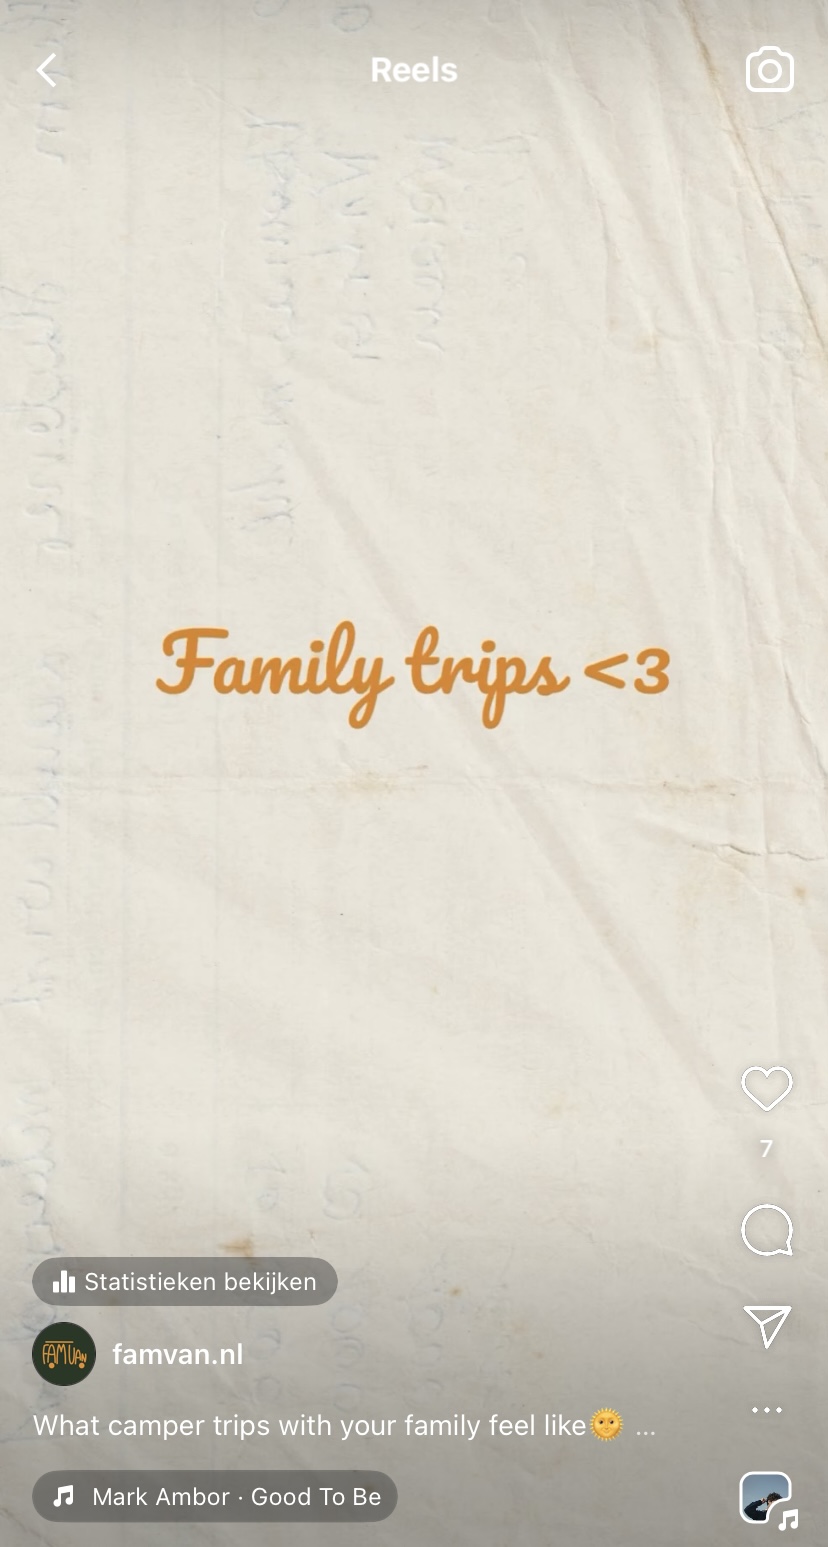 Reels
Family trips <3
7
Statistieken bekijken
FAMVAN
famvan.nl
What camper trips with your family feel like🌞 ...
Mark Ambor · Good To Be